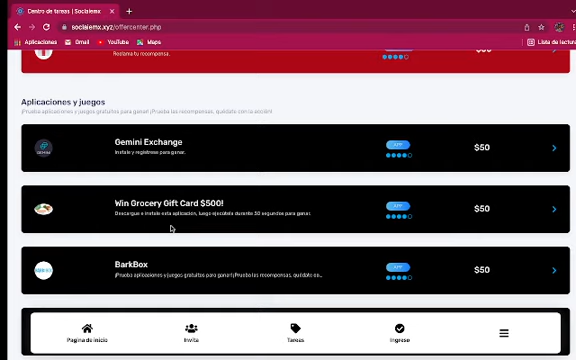 Centro de tareas | Socialemx
socialemx.xyz/offercenter.php
Aplicaciones
Gmail
YouTube
Maps
Lista de lectura
Reclama tu recompensa.
Aplicaciones y juegos
¡Prueba aplicaciones y juegos gratuitos para ganar! ¡Prueba las recompensas, quédate con la acción!
Gemini Exchange
Instale y regístrese para ganar.
APP
$50
Win Grocery Gift Card $500!
Descargue e instale esta aplicación, luego ejecútela durante 30 segundos para ganar.
APP
$50
BarkBox
¡Prueba aplicaciones y juegos gratuitos para ganar! ¡Prueba las recompensas, quédate co...
APP
$50
Pagina de inicio
Invita
Tareas
Ingreso